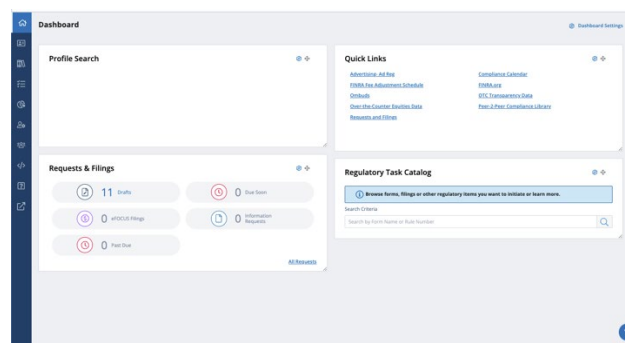 Dashboard
Dashboard Settings
Profile Search
Quick Links
Advertising Ad Reg
Compliance Calendar
FINRA Fee Adjustment Schedule
FINRA.org
Ombuds
OTC Transparency Data
Over-the-Counter Equities Data
Peer-2-Peer Compliance Library
Requests and Filings
Requests & Filings
11 Drafts
0 Due Soon
0 eFOCUS Filings
0 Information
Requests
0 Past Due
All Requests
Regulatory Task Catalog
Browse forms, filings or other regulatory items you want to initiate or learn more.
Search Criteria
Search by Form Name or Rule Number